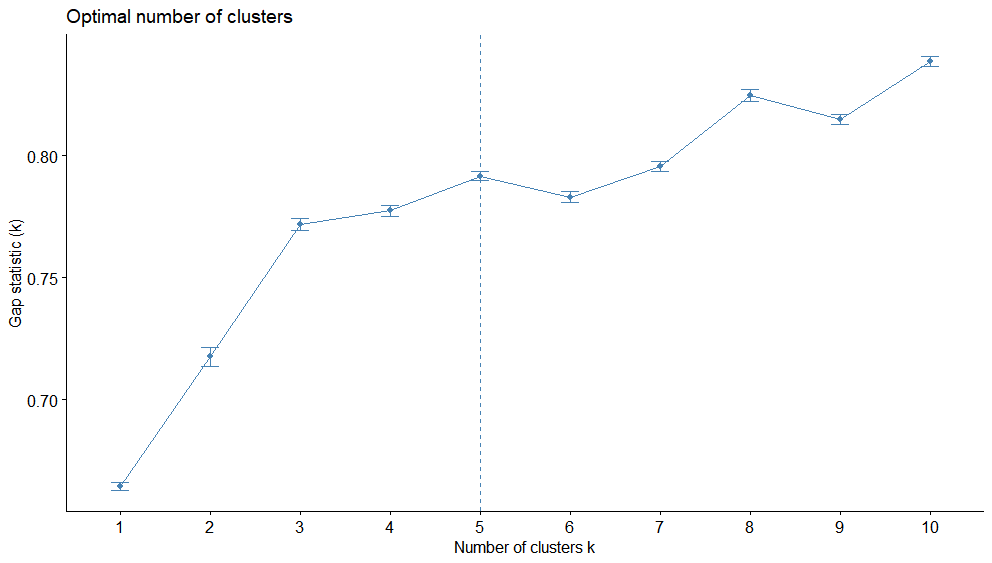 Optimal number of clusters
Gap statistic (k)
0.80
0.75
0.70
1 2 3 4 5 6 7 8 9 10
Number of clusters k